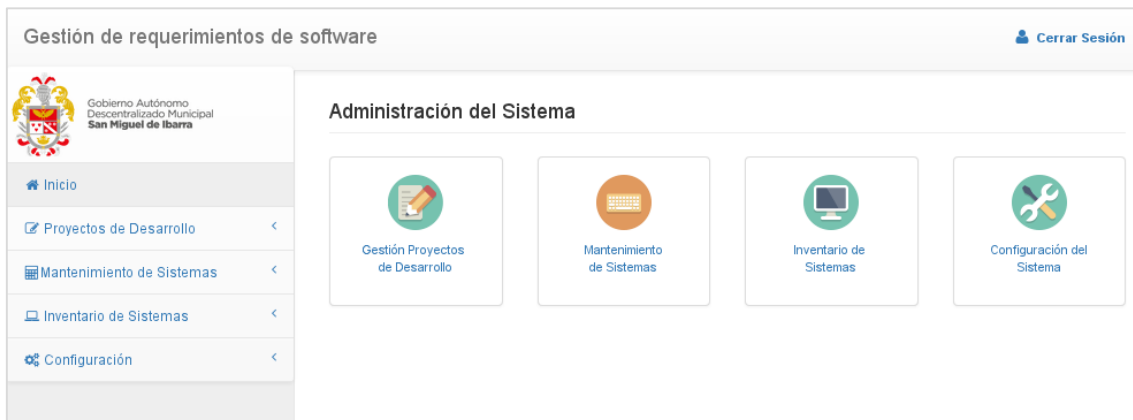 Gestión de requerimientos de software
Cerrar Sesión
Gobierno Autónomo
Descentralizado Municipal
San Miguel de Ibarra
Inicio
Proyectos de Desarrollo
Mantenimiento de Sistemas
Inventario de Sistemas
Configuración
Administración del Sistema
Gestión Proyectos
de Desarrollo
Mantenimiento
de Sistemas
Inventario de
Sistemas
Configuración del
Sistema